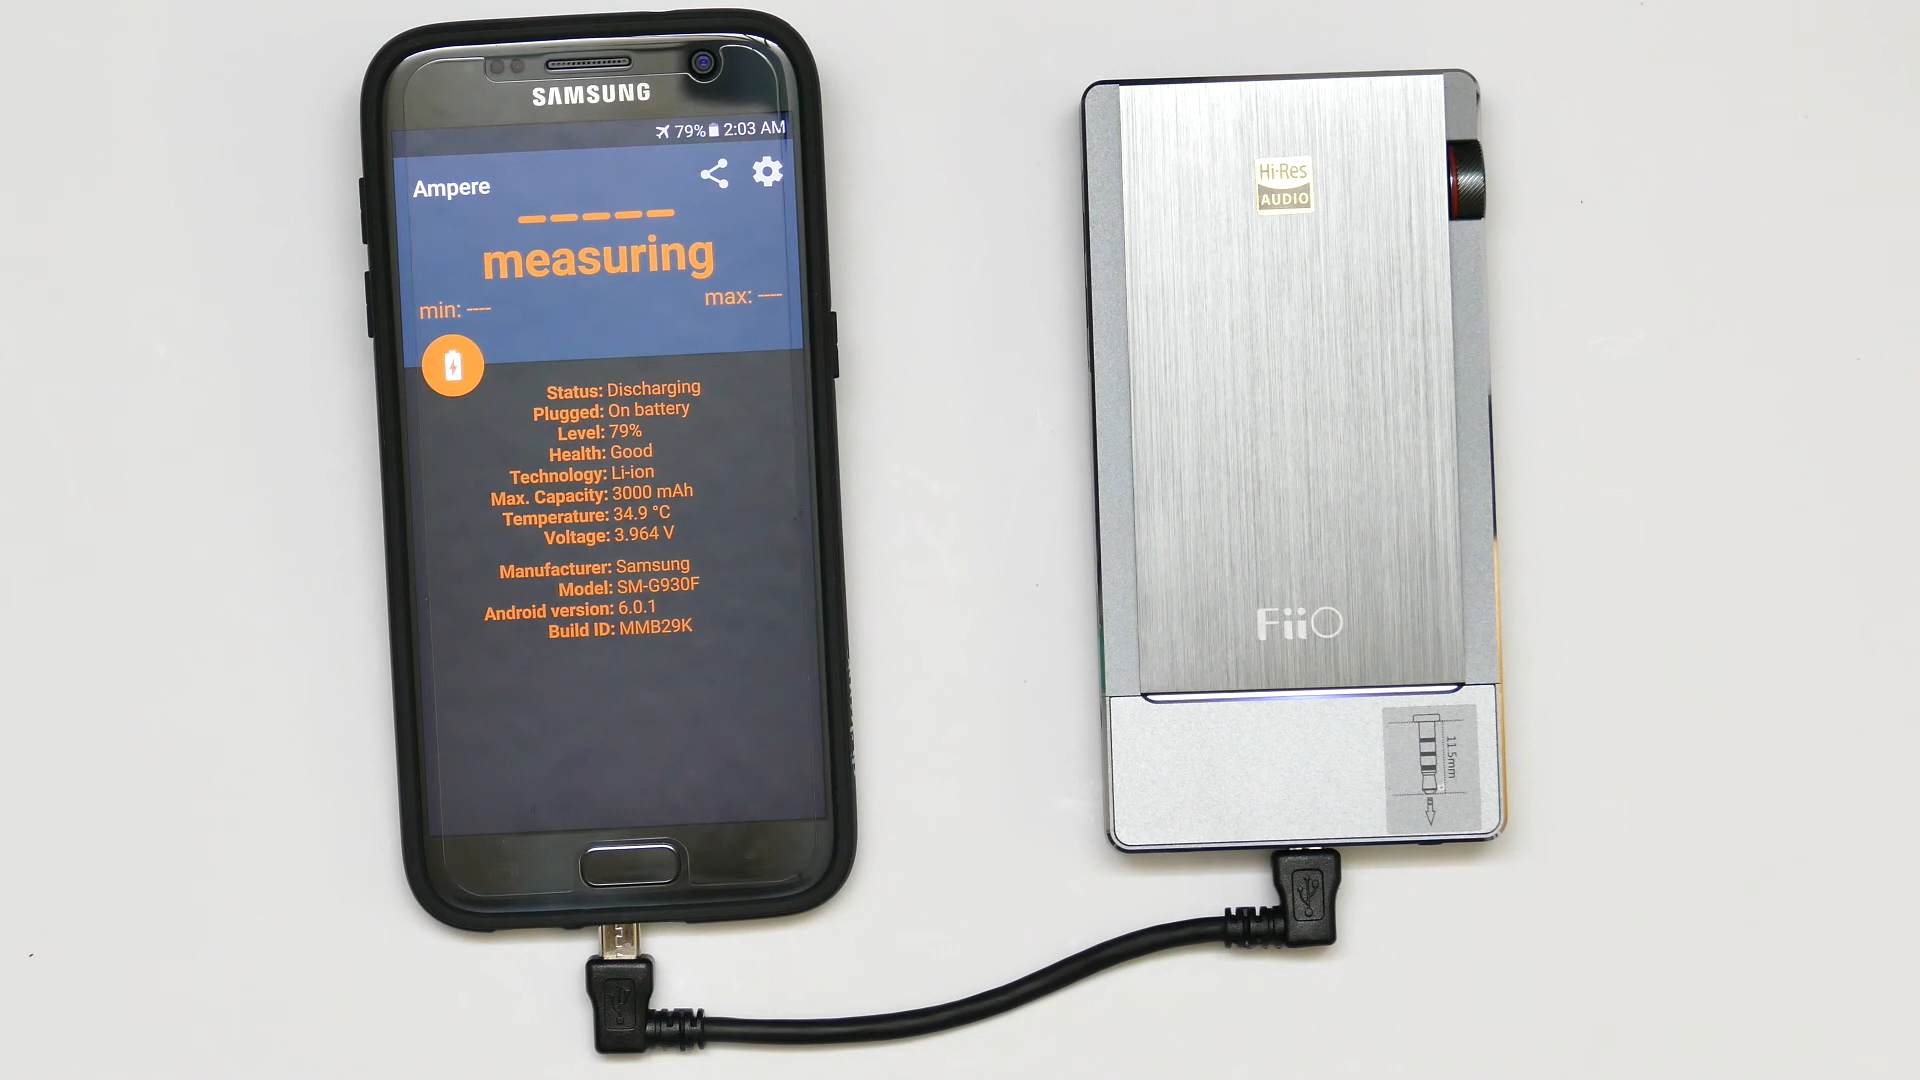 SAMSUNG
79% 2:03 AM
Ampere
measuring
min: ----
max: ----
Status: Discharging
Plugged: On battery
Level: 79%
Health: Good
Technology: Li-ion
Max. Capacity: 3000 mAh
Temperature: 34.9 °C
Voltage: 3.964 V
Manufacturer: Samsung
Model: SM-G930F
Android version: 6.0.1
Build ID: MMB29K
Hi-Res
AUDIO
FiiO
11.5mm